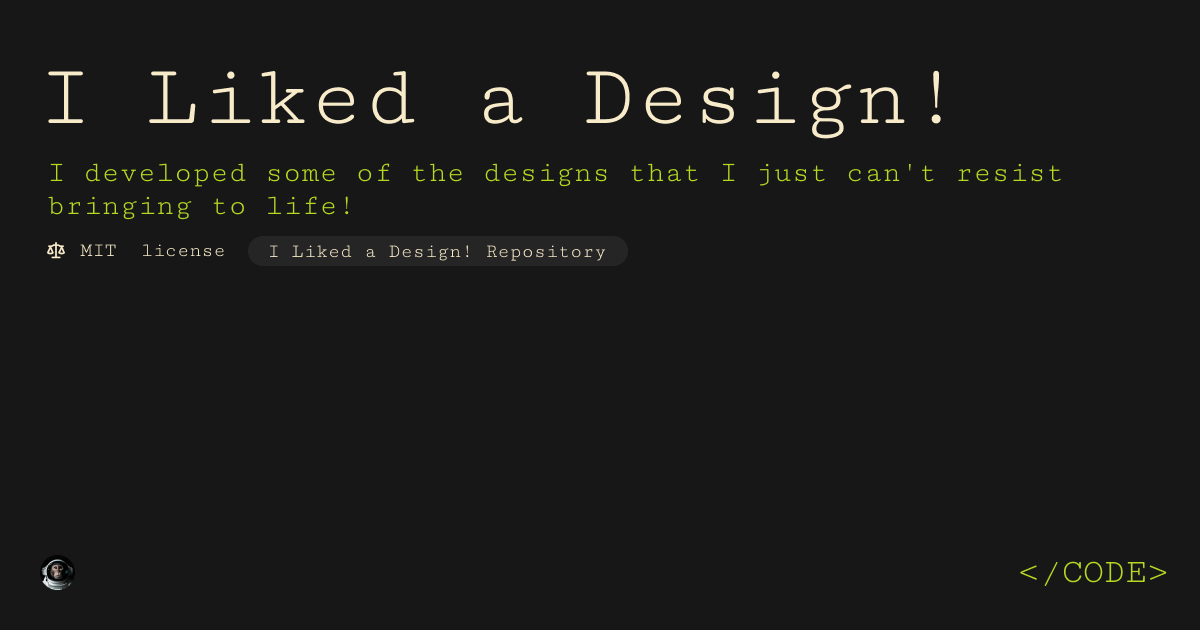 I Liked a Design!
I developed some of the designs that I just can't resist
bringing to life!
MIT license I Liked a Design! Repository
</CODE>